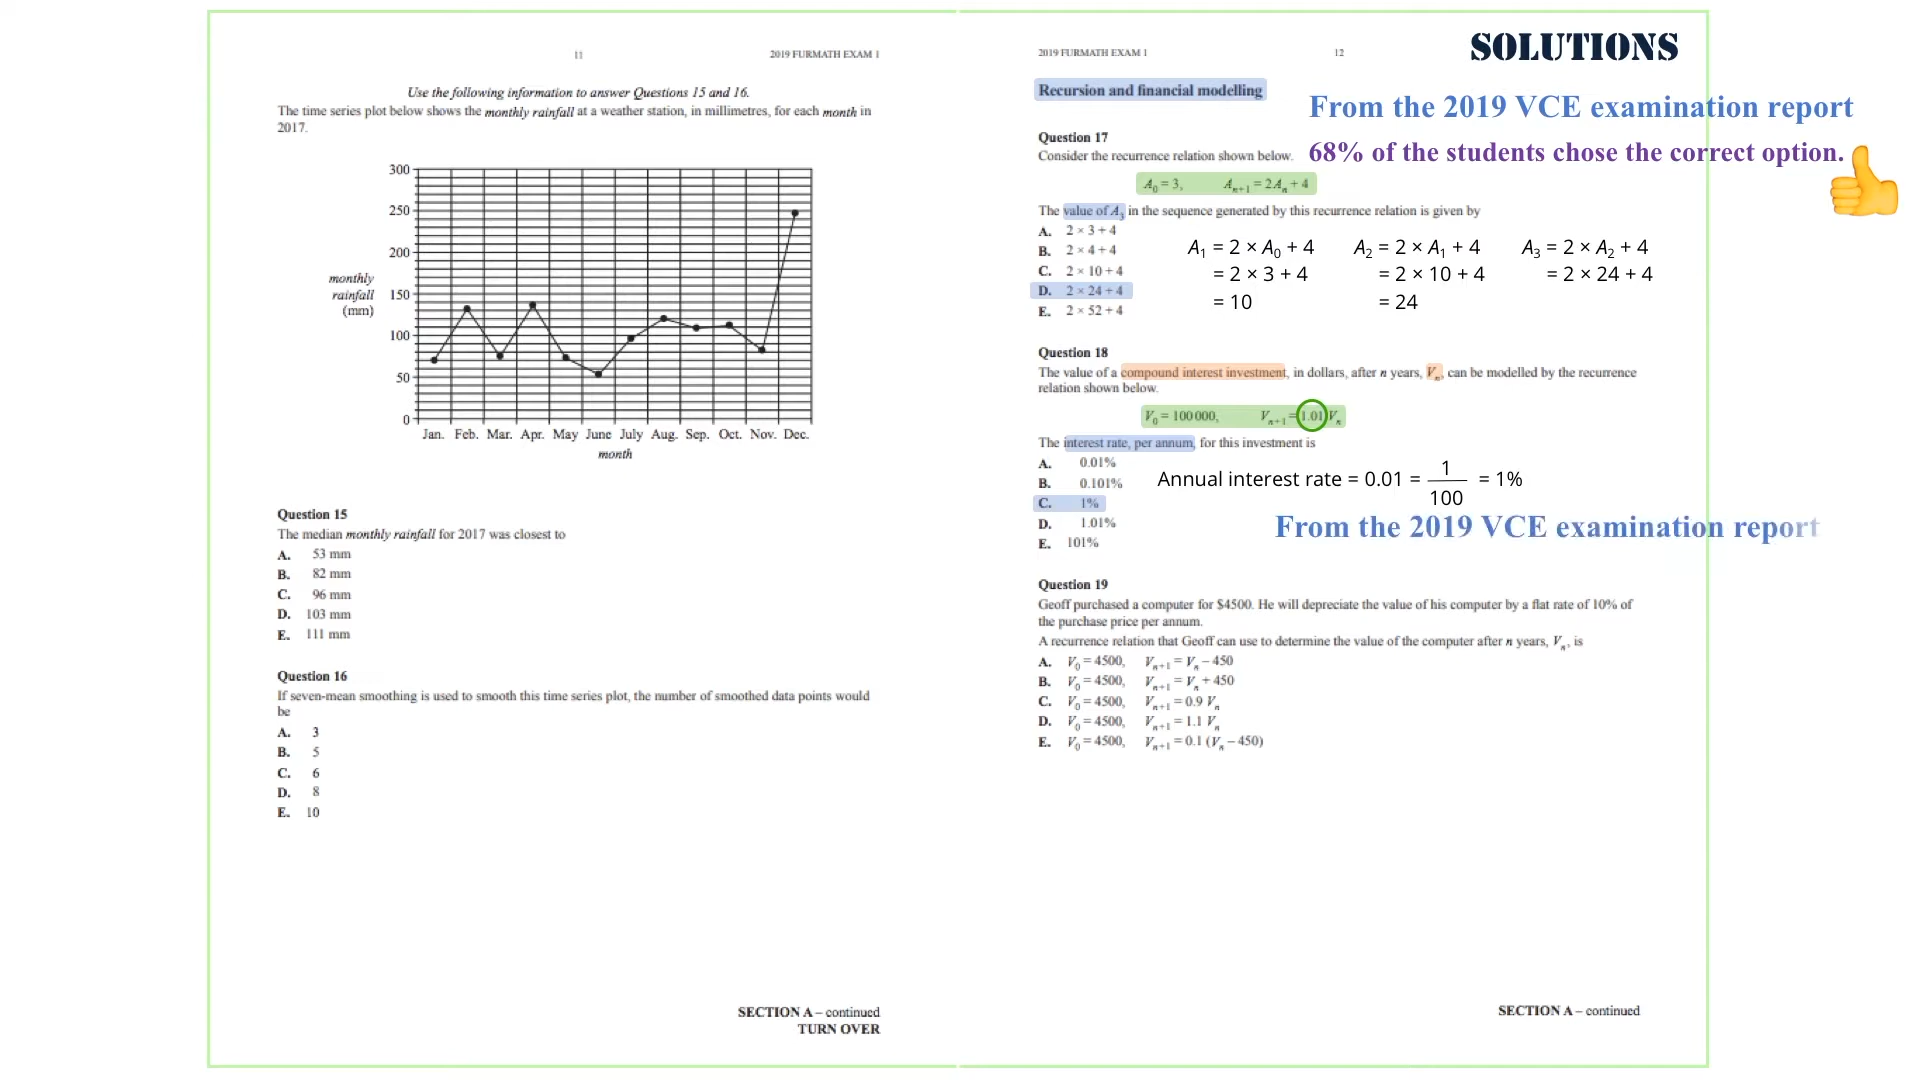 11 2019 FURMATH EXAM 1
Use the following information to answer Questions 15 and 16.
The time series plot below shows the monthly rainfall at a weather station, in millimetres, for each month in
2017.
300
250
200
150
100
50
0
monthly
rainfall
(mm)
Jan. Feb. Mar. Apr. May June July Aug. Sep. Oct. Nov. Dec.
month
Question 15
The median monthly rainfall for 2017 was closest to
A. 53 mm
B. 82 mm
C. 96 mm
D. 103 mm
E. 111 mm
Question 16
If seven-mean smoothing is used to smooth this time series plot, the number of smoothed data points would
be
A. 3
B. 5
C. 6
D. 8
E. 10
SECTION A – continued
TURN OVER
2019 FURMATH EXAM 1 12
SOLUTIONS
Recursion and financial modelling
From the 2019 VCE examination report
68% of the students chose the correct option.
Question 17
Consider the recurrence relation shown below.
A₀ = 3, Aₙ₊₁ = 2Aₙ + 4
The value of A₃ in the sequence generated by this recurrence relation is given by
A. 2 × 3 + 4
B. 2 × 4 + 4
C. 2 × 10 + 4
D. 2 × 24 + 4
E. 2 × 52 + 4
A₁ = 2 × A₀ + 4
= 2 × 3 + 4
= 10
A₂ = 2 × A₁ + 4
= 2 × 10 + 4
= 24
A₃ = 2 × A₂ + 4
= 2 × 24 + 4
Question 18
The value of a compound interest investment, in dollars, after n years, Vₙ, can be modelled by the recurrence
relation shown below.
V₀ = 100 000, Vₙ₊₁ = 1.01 Vₙ
The interest rate, per annum, for this investment is
A. 0.01%
B. 0.101%
C. 1%
D. 1.01%
E. 101%
Annual interest rate = 0.01 = 1/100 = 1%
From the 2019 VCE examination report
Question 19
Geoff purchased a computer for $4500. He will depreciate the value of his computer by a flat rate of 10% of
the purchase price per annum.
A recurrence relation that Geoff can use to determine the value of the computer after n years, Vₙ, is
A. V₀ = 4500, Vₙ₊₁ = Vₙ – 450
B. V₀ = 4500, Vₙ₊₁ = Vₙ + 450
C. V₀ = 4500, Vₙ₊₁ = 0.9 Vₙ
D. V₀ = 4500, Vₙ₊₁ = 1.1 Vₙ
E. V₀ = 4500, Vₙ₊₁ = 0.1 (Vₙ – 450)
SECTION A – continued